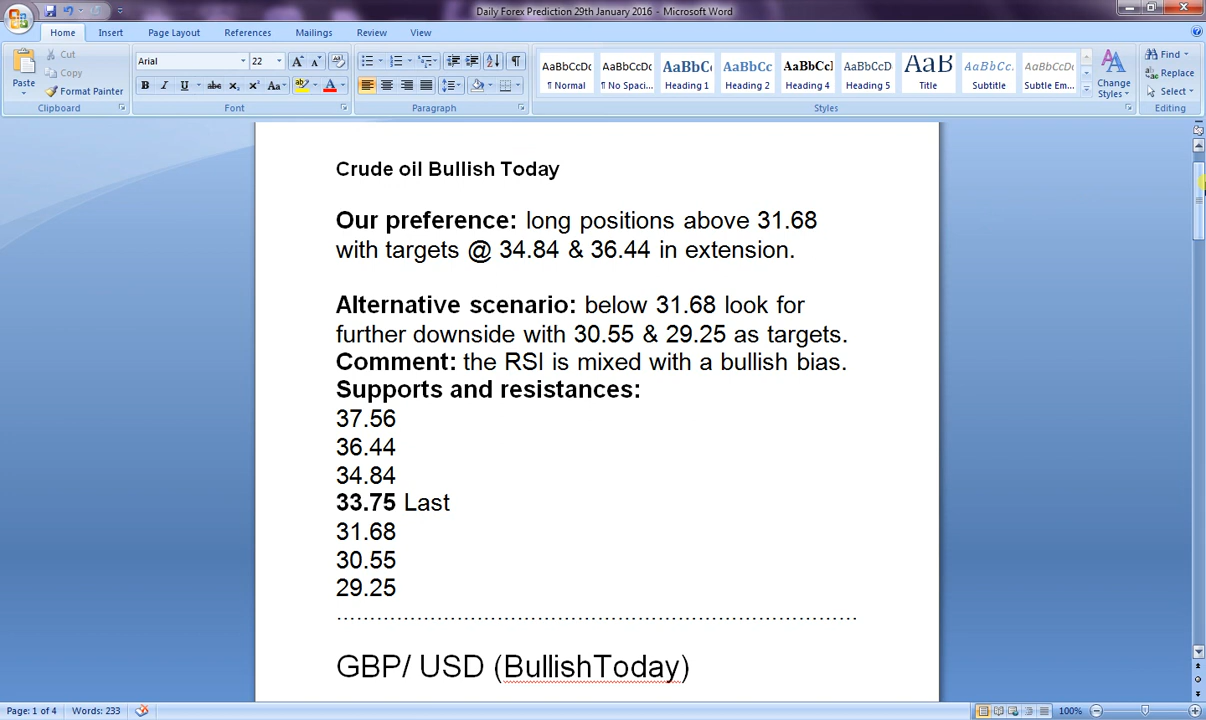 Daily Forex Prediction 29th January 2016 - Microsoft Word
Home Insert Page Layout References Mailings Review View
Paste
Cut
Copy
Format Painter
Clipboard
Arial 22
Font
Paragraph
AaBbCcDc AaBbCcDc AaBbCc AaBbCc AaBbCcI AaBbCcD AaB AaBbCc. AaBbCcDc
¶ Normal ¶ No Spaci... Heading 1 Heading 2 Heading 4 Heading 5 Title Subtitle Subtle Em...
Styles
Change Styles
Find
Replace
Select
Editing
Crude oil Bullish Today
Our preference: long positions above 31.68
with targets @ 34.84 & 36.44 in extension.
Alternative scenario: below 31.68 look for
further downside with 30.55 & 29.25 as targets.
Comment: the RSI is mixed with a bullish bias.
Supports and resistances:
37.56
36.44
34.84
33.75 Last
31.68
30.55
29.25
……………………………………………………………
GBP/ USD (BullishToday)
Page: 1 of 4 Words: 233 100%